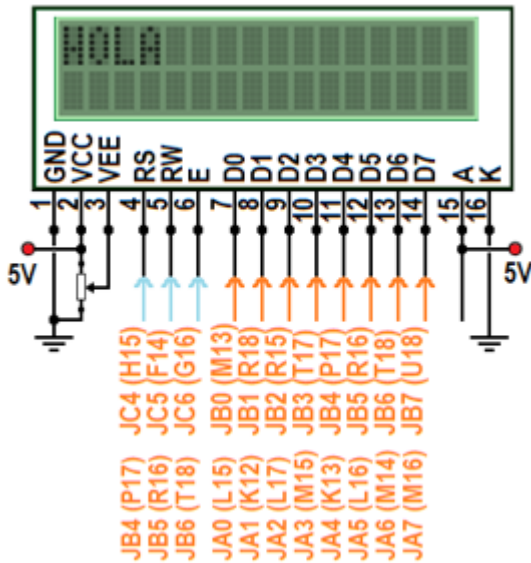 HOLA
GND VCC VEE RS RW E D0 D1 D2 D3 D4 D5 D6 D7 A K
1 2 3 4 5 6 7 8 9 10 11 12 13 14 15 16
5V 5V
JC4 (H15)
JC5 (F14)
JC6 (G16)
JB0 (M13)
JB1 (R18)
JB2 (R15)
JB3 (T17)
JB4 (P17)
JB5 (R16)
JB6 (T18)
JB7 (U18)
JB4 (P17)
JB5 (R16)
JB6 (T18)
JA0 (L15)
JA1 (K12)
JA2 (L17)
JA3 (M15)
JA4 (K13)
JA5 (L16)
JA6 (M14)
JA7 (M16)